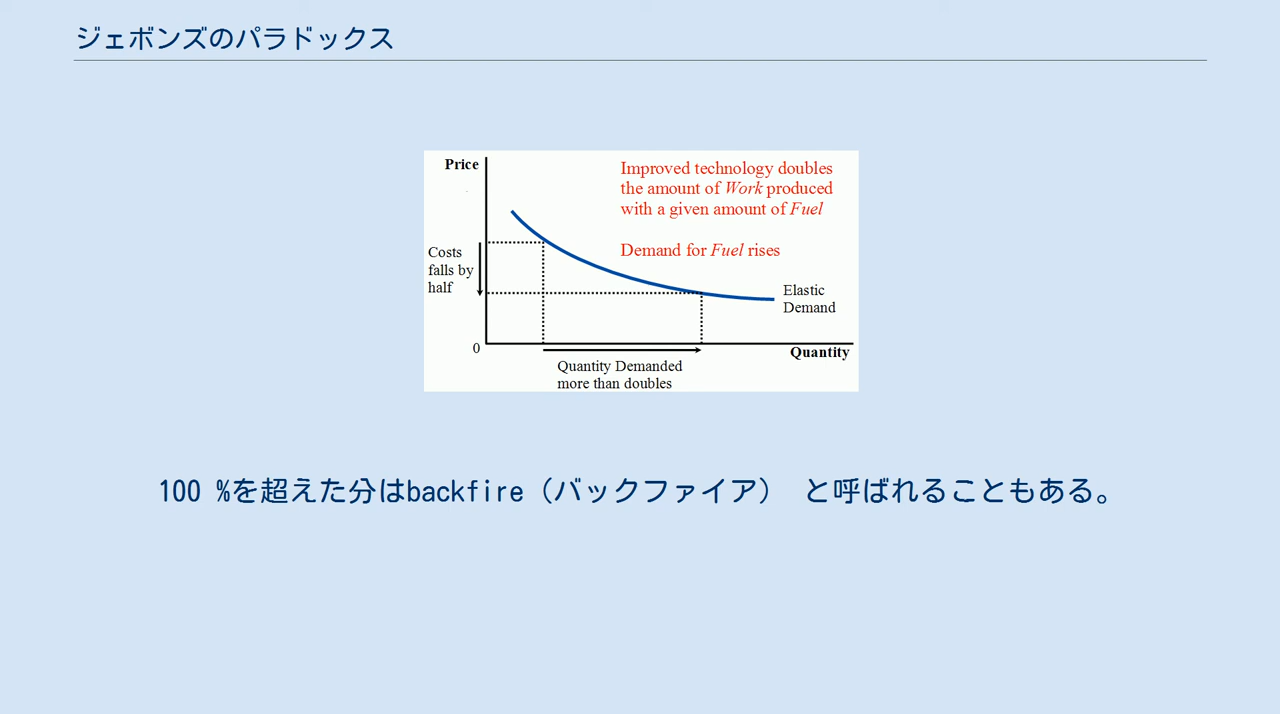 ジェボンズのパラドックス
Price
Improved technology doubles
the amount of Work produced
with a given amount of Fuel
Demand for Fuel rises
Costs
falls by
half
Elastic
Demand
0
Quantity
Quantity Demanded
more than doubles
100 %を超えた分はbackfire（バックファイア） と呼ばれることもある。